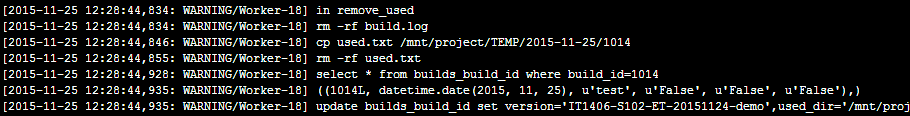 [2015-11-25 12:28:44,834: WARNING/Worker-18] in remove_used
[2015-11-25 12:28:44,834: WARNING/Worker-18] rm -rf build.log
[2015-11-25 12:28:44,846: WARNING/Worker-18] cp used.txt /mnt/project/TEMP/2015-11-25/1014
[2015-11-25 12:28:44,855: WARNING/Worker-18] rm -rf used.txt
[2015-11-25 12:28:44,928: WARNING/Worker-18] select * from builds_build_id where build_id=1014
[2015-11-25 12:28:44,935: WARNING/Worker-18] ((1014L, datetime.date(2015, 11, 25), u'test', u'False', u'False', u'False'),)
[2015-11-25 12:28:44,935: WARNING/Worker-18] update builds_build_id set version='IT1406-S102-ET-20151124-demo',used_dir='/mnt/proj